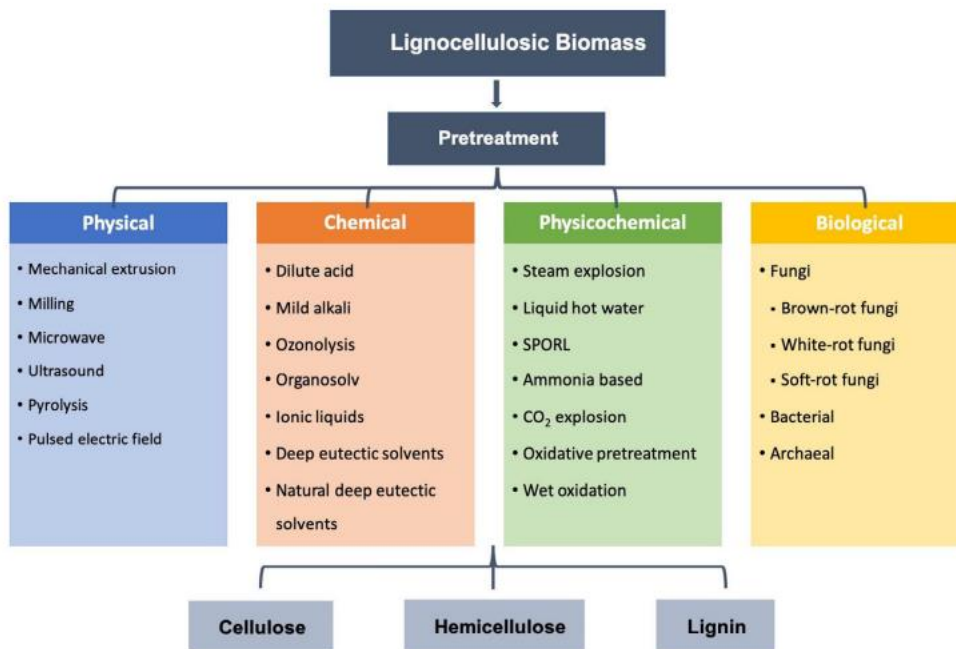 Lignocellulosic Biomass
Pretreatment
Physical
• Mechanical extrusion
• Milling
• Microwave
• Ultrasound
• Pyrolysis
• Pulsed electric field
Chemical
• Dilute acid
• Mild alkali
• Ozonolysis
• Organosolv
• Ionic liquids
• Deep eutectic solvents
• Natural deep eutectic
solvents
Physicochemical
• Steam explosion
• Liquid hot water
• SPORL
• Ammonia based
• CO₂ explosion
• Oxidative pretreatment
• Wet oxidation
Biological
• Fungi
• Brown-rot fungi
• White-rot fungi
• Soft-rot fungi
• Bacterial
• Archaeal
Cellulose
Hemicellulose
Lignin